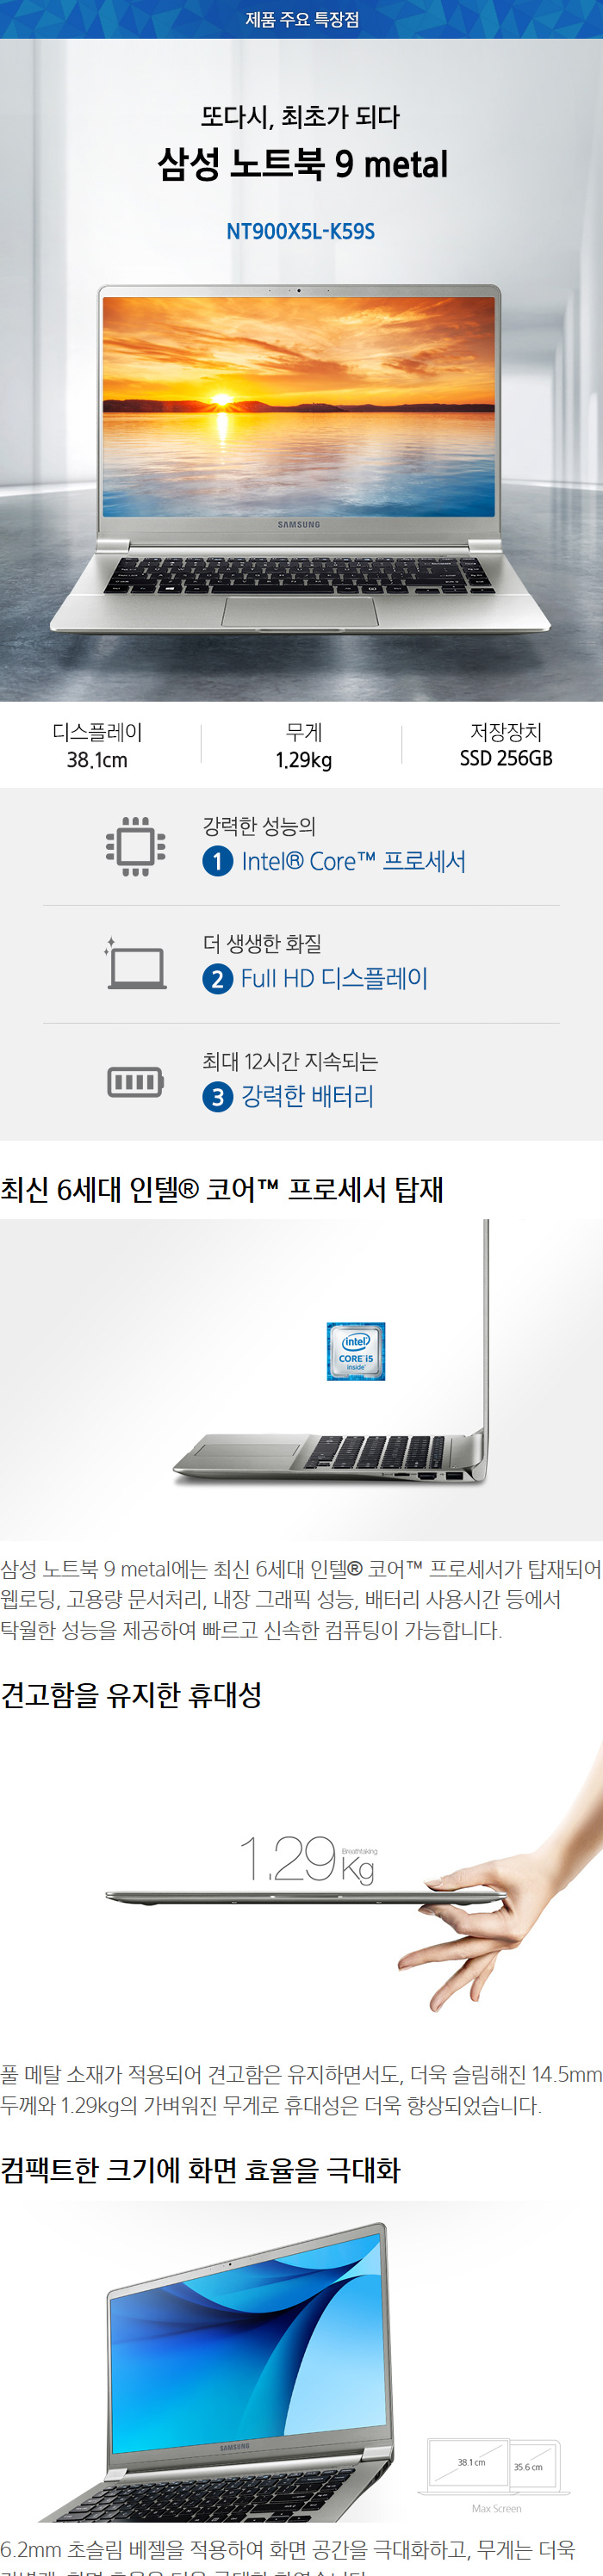 제품 주요 특장점
또다시, 최초가 되다
삼성 노트북 9 metal
NT900X5L-K59S
SAMSUNG
디스플레이
38.1cm
무게
1.29kg
저장장치
SSD 256GB
강력한 성능의
1 Intel® Core™ 프로세서
더 생생한 화질
2 Full HD 디스플레이
최대 12시간 지속되는
3 강력한 배터리
최신 6세대 인텔® 코어™ 프로세서 탑재
intel
CORE i5
inside
삼성 노트북 9 metal에는 최신 6세대 인텔® 코어™ 프로세서가 탑재되어
웹로딩, 고용량 문서처리, 내장 그래픽 성능, 배터리 사용시간 등에서
탁월한 성능을 제공하여 빠르고 신속한 컴퓨팅이 가능합니다.
견고함을 유지한 휴대성
1.29 Breathtaking
Kg
풀 메탈 소재가 적용되어 견고함은 유지하면서도, 더욱 슬림해진 14.5mm
두께와 1.29kg의 가벼워진 무게로 휴대성은 더욱 향상되었습니다.
컴팩트한 크기에 화면 효율을 극대화
SAMSUNG
38.1 cm
35.6 cm
Max Screen
6.2mm 초슬림 베젤을 적용하여 화면 공간을 극대화하고, 무게는 더욱